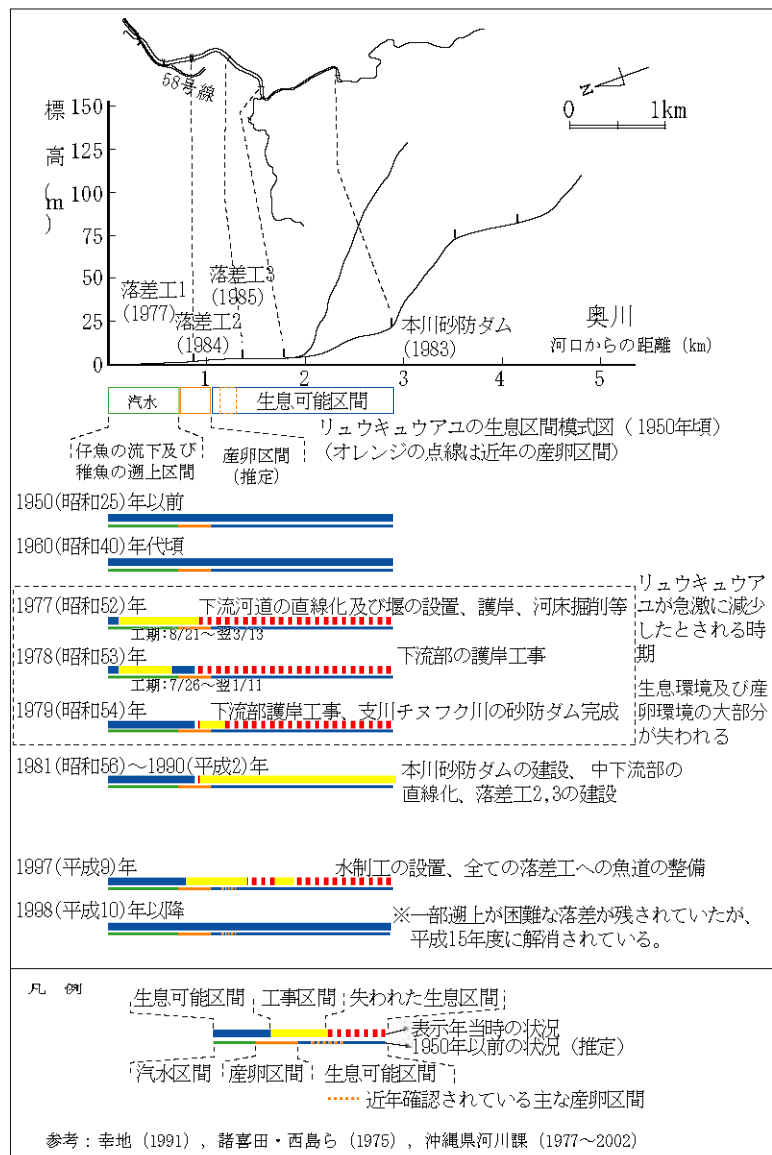 58号線
標高(m)
150
125
100
75
50
25
0
N
0 1km
落差工1
(1977)
落差工2
(1984)
落差工3
(1985)
本川砂防ダム
(1983)
奥川
河口からの距離 (km)
1 2 3 4 5
汽水
生息可能区間
仔魚の流下及び
稚魚の遡上区間
産卵区間
(推定)
リュウキュウアユの生息区間模式図 (1950年頃)
(オレンジの点線は近年の産卵区間)
1950(昭和25)年以前
1960(昭和40)年代頃
1977(昭和52)年
下流河道の直線化及び堰の設置、護岸、河床掘削等
工期:8/21~翌3/13
1978(昭和53)年
下流部の護岸工事
工期:7/26~翌1/11
1979(昭和54)年
下流部護岸工事、支川チヌフク川の砂防ダム完成
リュウキュウア
ユが急激に減少
したとされる時
期
生息環境及び産
卵環境の大部分
が失われる
1981(昭和56)~1990(平成2)年
本川砂防ダムの建設、中下流部の
直線化、落差工2,3の建設
1997(平成9)年
水制工の設置、全ての落差工への魚道の整備
1998(平成10)年以降
※一部遡上が困難な落差が残されていたが、
平成15年度に解消されている。
凡 例
生息可能区間
工事区間
失われた生息区間
表示年当時の状況
1950年以前の状況 (推定)
汽水区間
産卵区間
生息可能区間
近年確認されている主な産卵区間
参考:幸地 (1991) , 諸喜田・西島ら (1975) , 沖縄県河川課 (1977~2002)